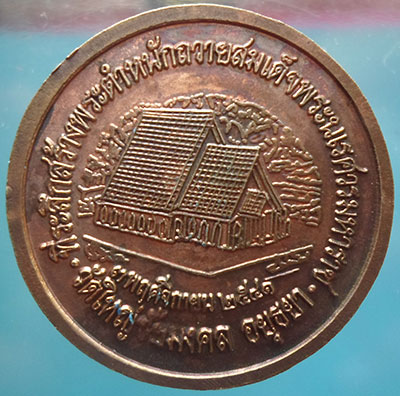 ที่ระลึกสร้างพระตำหนักถวายสมเด็จพระนเรศวรมหาราช
พฤศจิกายน ๒๕๔๑
วัดใหญ่ชัยมงคล อยุธยา